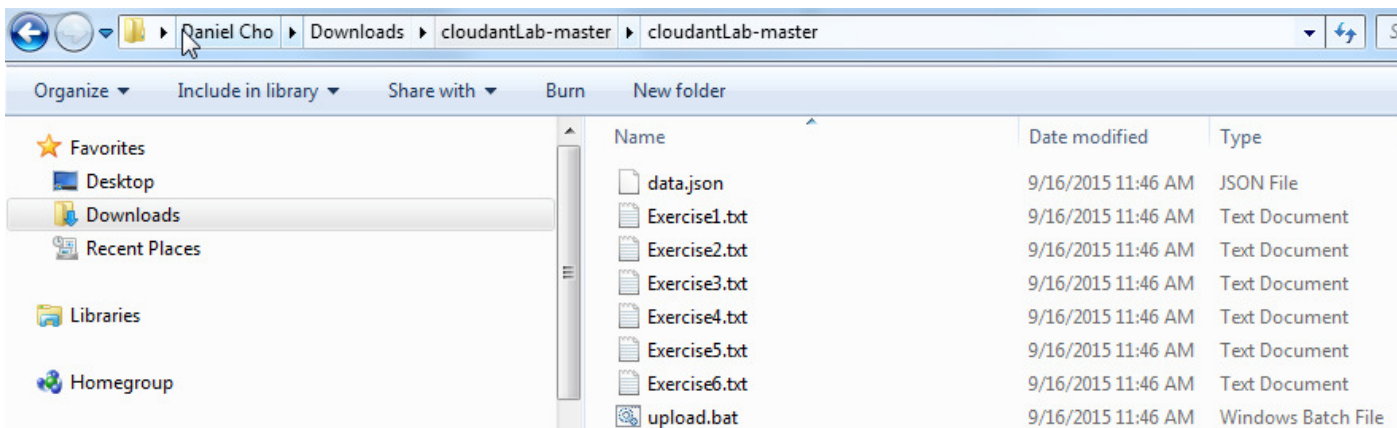 Daniel Cho Downloads cloudantLab-master cloudantLab-master
Organize Include in library Share with Burn New folder
Favorites
Desktop
Downloads
Recent Places
Libraries
Homegroup
Name Date modified Type
data.json 9/16/2015 11:46 AM JSON File
Exercise1.txt 9/16/2015 11:46 AM Text Document
Exercise2.txt 9/16/2015 11:46 AM Text Document
Exercise3.txt 9/16/2015 11:46 AM Text Document
Exercise4.txt 9/16/2015 11:46 AM Text Document
Exercise5.txt 9/16/2015 11:46 AM Text Document
Exercise6.txt 9/16/2015 11:46 AM Text Document
upload.bat 9/16/2015 11:46 AM Windows Batch File